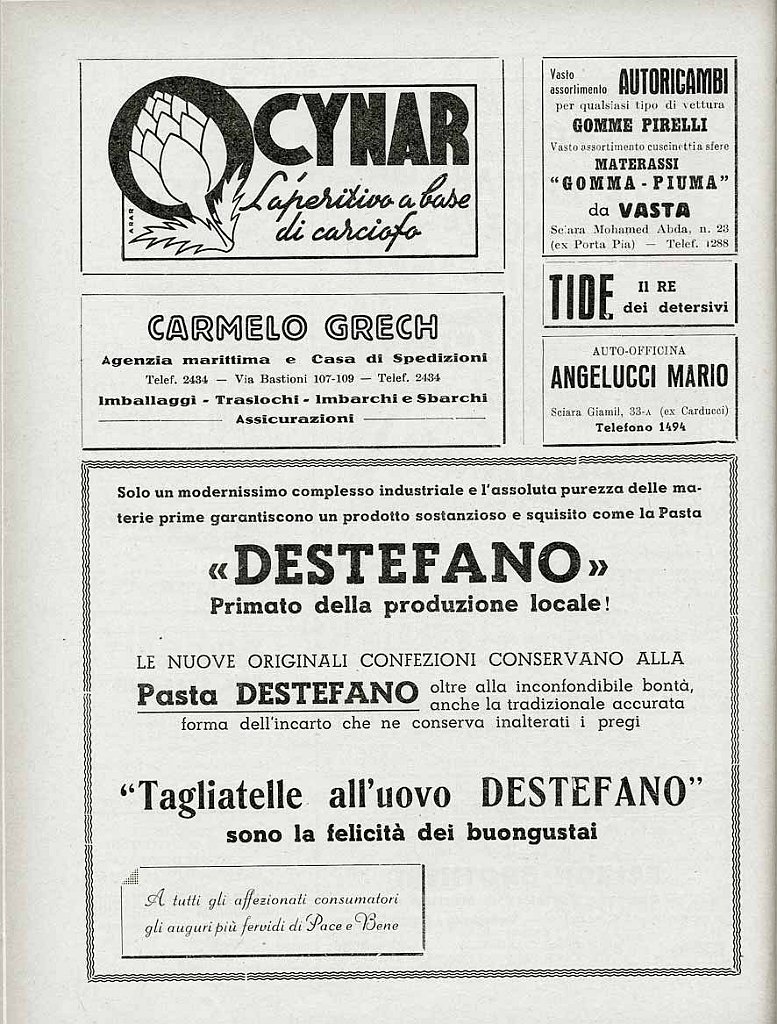 CYNAR
L'aperitivo a base
di carciofo
ARAR
CARMELO GRECH
Agenzia marittima e Casa di Spedizioni
Telef. 2434 — Via Bastioni 107-109 — Telef. 2434
Imballaggi - Traslochi - Imbarchi e Sbarchi
Assicurazioni
Vasto
assortimento AUTORICAMBI
per qualsiasi tipo di vettura
GOMME PIRELLI
Vasto assortimento cuscinettia sfere
MATERASSI
"GOMMA - PIUMA"
da VASTA
Sciara Mohamed Abda, n. 23
(ex Porta Pia) — Telef. 1288
TIDE Il RE
dei detersivi
AUTO-OFFICINA
ANGELUCCI MARIO
Sciara Giamil, 33-A (ex Carducci)
Telefono 1494
Solo un modernissimo complesso industriale e l'assoluta purezza delle ma-
terie prime garantiscono un prodotto sostanzioso e squisito come la Pasta
«DESTEFANO»
Primato della produzione locale!
LE NUOVE ORIGINALI CONFEZIONI CONSERVANO ALLA
Pasta DESTEFANO oltre alla inconfondibile bontà,
anche la tradizionale accurata
forma dell'incarto che ne conserva inalterati i pregi
"Tagliatelle all'uovo DESTEFANO"
sono la felicità dei buongustai
A tutti gli affezionati consumatori
gli auguri più fervidi di Pace e Bene